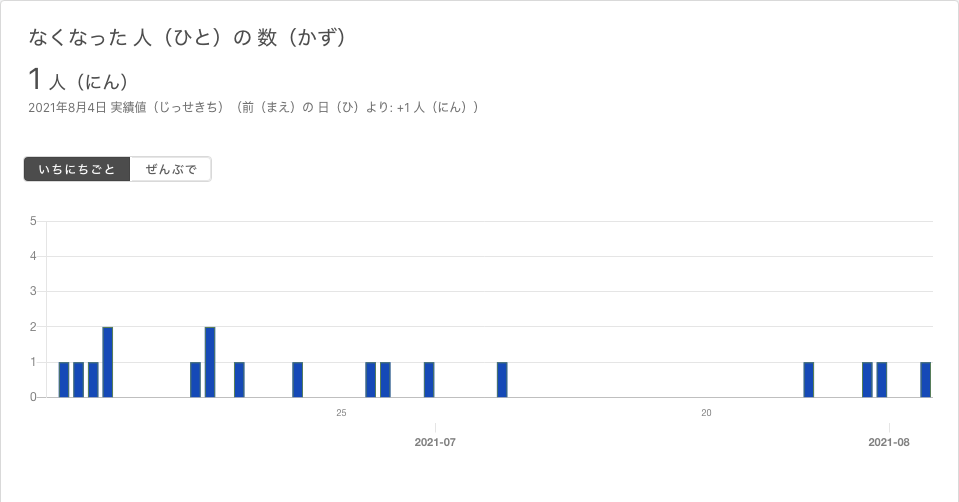 なくなった 人（ひと）の 数（かず）
1 人（にん）
2021年8月4日 実績値（じっせきち）（前（まえ）の 日（ひ）より: +1 人（にん））
いちにちごと ぜんぶで
5
4
3
2
1
0
25 20
2021-07 2021-08